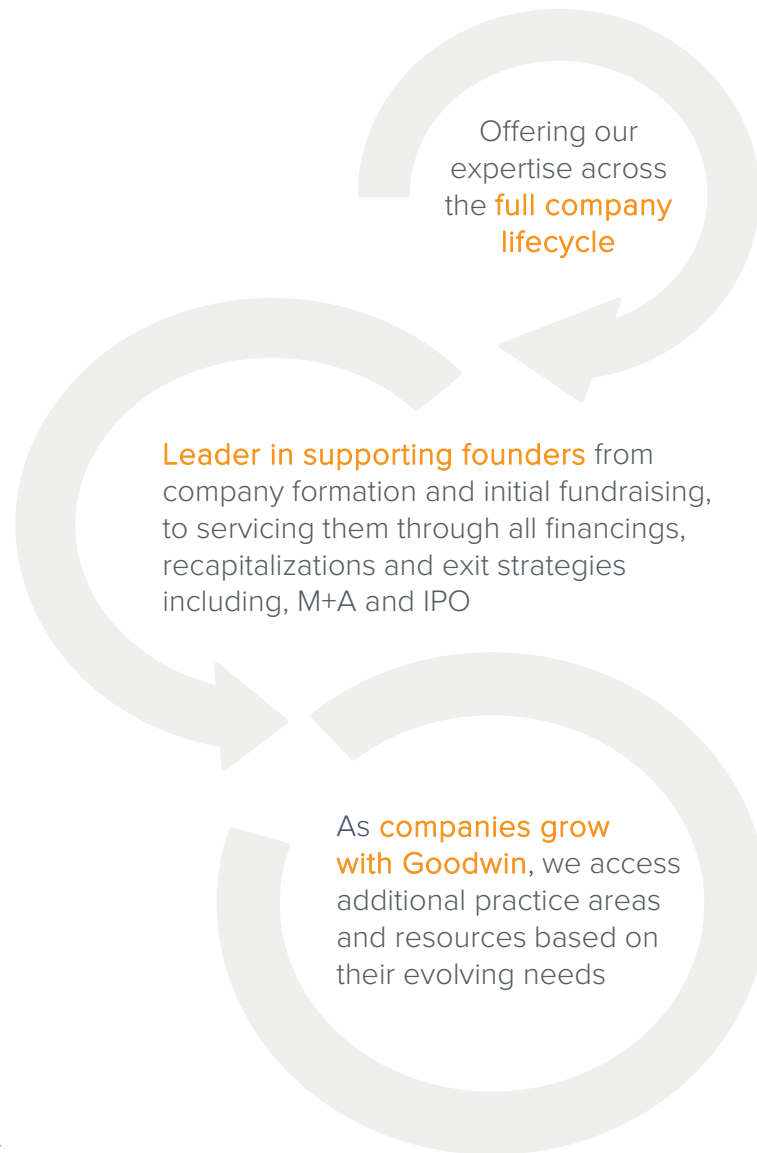 Offering our
expertise across
the full company
lifecycle
Leader in supporting founders from
company formation and initial fundraising,
to servicing them through all financings,
recapitalizations and exit strategies
including, M+A and IPO
As companies grow
with Goodwin, we access
additional practice areas
and resources based on
their evolving needs